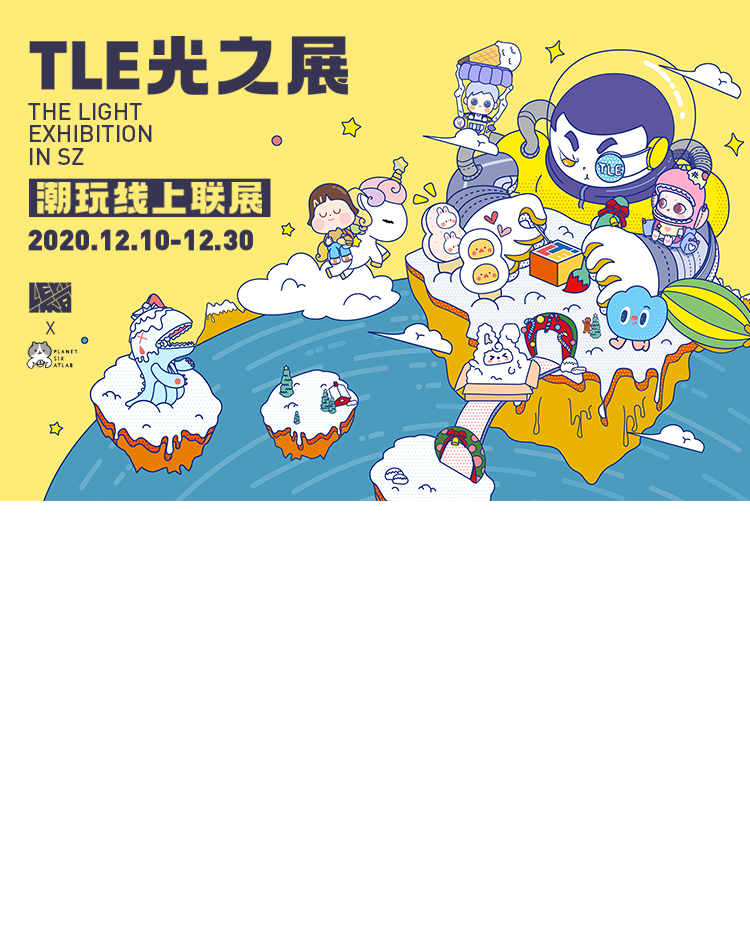 TLE光之展
THE LIGHT
EXHIBITION
IN SZ
潮玩线上联展
2020.12.10-12.30
X
PLANET
SIX
ATLAB
TLE